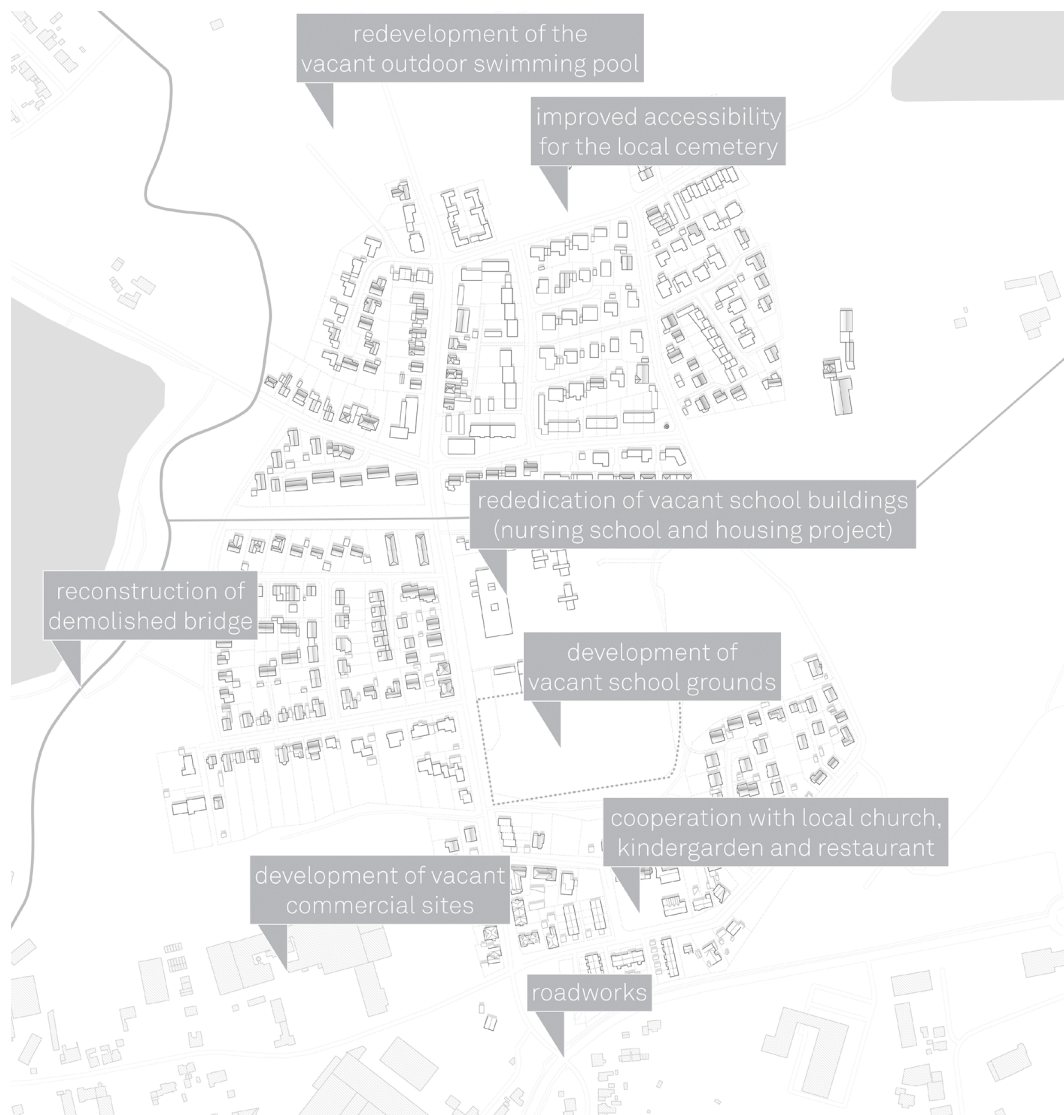 redevelopment of the
vacant outdoor swimming pool
improved accessibility
for the local cemetery
rededication of vacant school buildings
(nursing school and housing project)
reconstruction of
demolished bridge
development of
vacant school grounds
cooperation with local church,
kindergarden and restaurant
development of vacant
commercial sites
roadworks